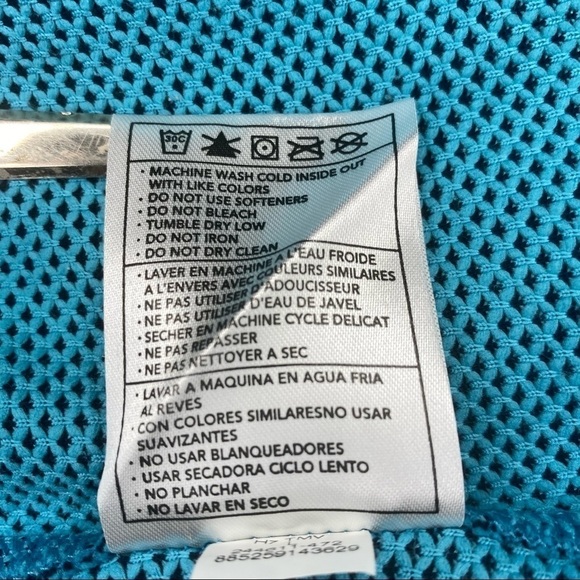 30C
· MACHINE WASH COLD INSIDE OUT
WITH LIKE COLORS
· DO NOT USE SOFTENERS
· DO NOT BLEACH
· TUMBLE DRY LOW
· DO NOT IRON
· DO NOT DRY CLEAN
· LAVER EN MACHINE A L'EAU FROIDE
A L'ENVERS AVEC COULEURS SIMILAIRES
· NE PAS UTILISER D'ADOUCISSEUR
· NE PAS UTILISER D'EAU DE JAVEL
· SECHER EN MACHINE CYCLE DELICAT
· NE PAS REPASSER
· NE PAS NETTOYER A SEC
· LAVAR A MAQUINA EN AGUA FRIA
AL REVES
· CON COLORES SIMILARESNO USAR
SUAVIZANTES
· NO USAR BLANQUEADORES
· USAR SECADORA CICLO LENTO
· NO PLANCHAR
· NO LAVAR EN SECO
885259143629